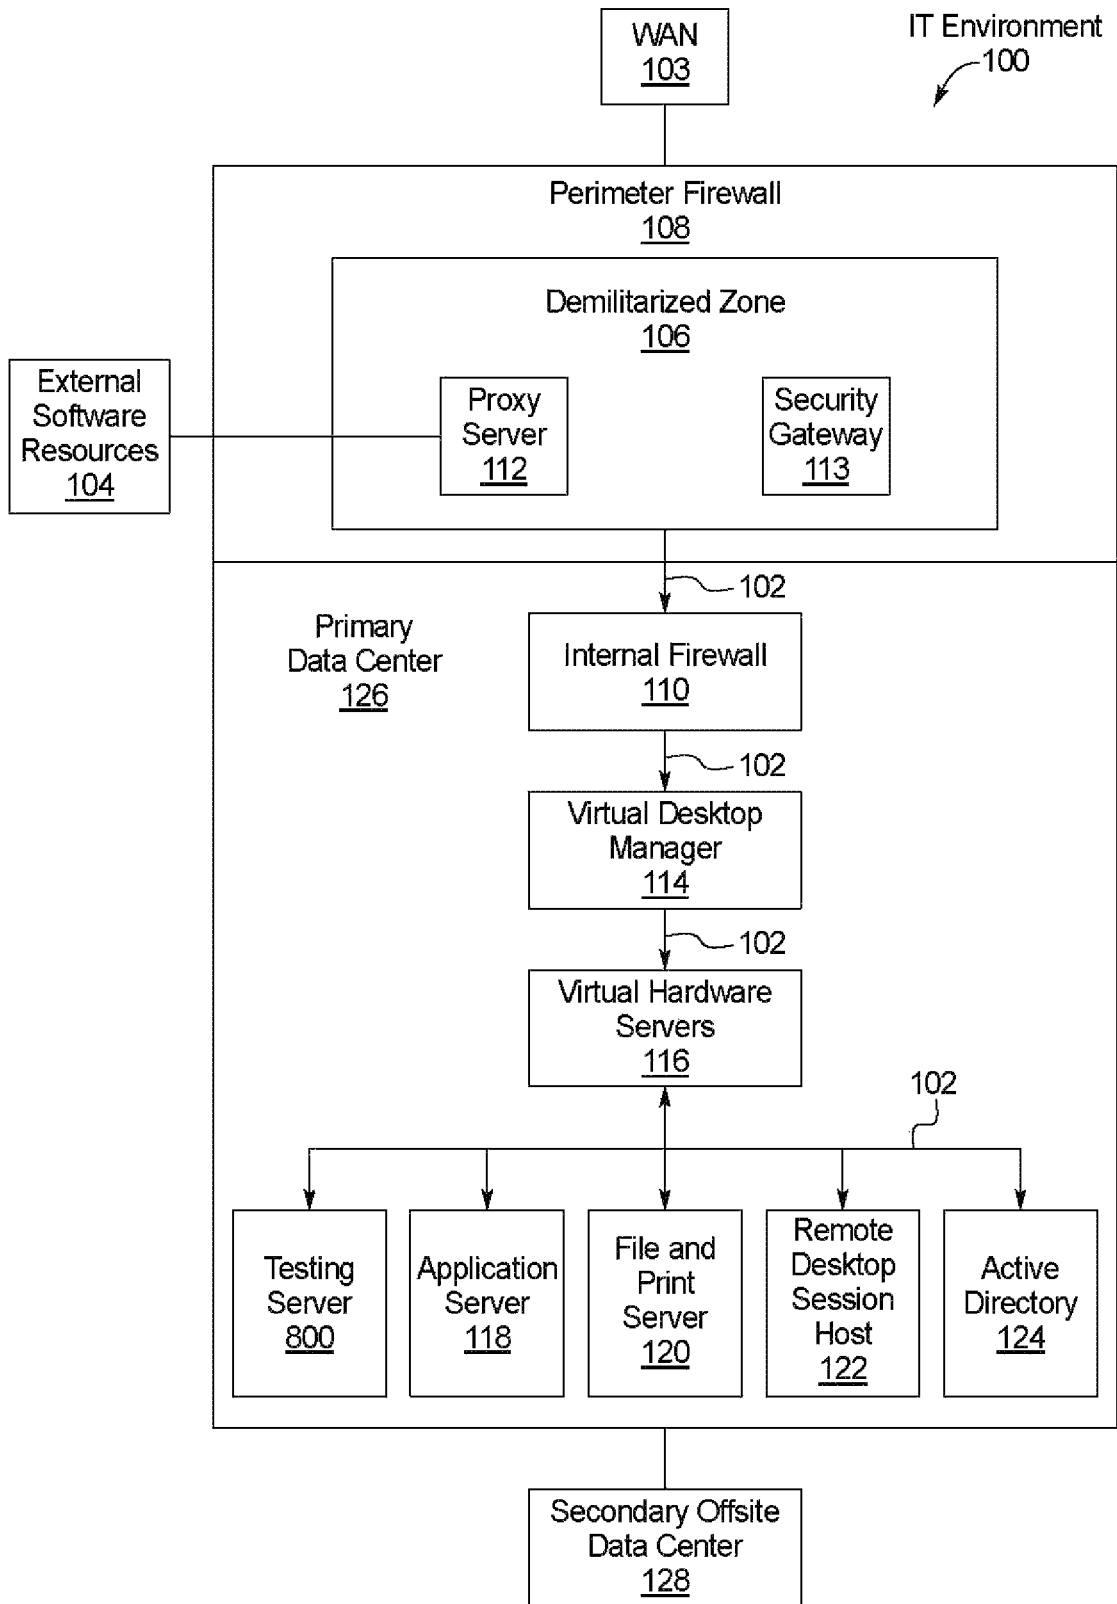 WAN
103
IT Environment
100
Perimeter Firewall
108
Demilitarized Zone
106
External
Software
Resources
104
Proxy
Server
112
Security
Gateway
113
102
Primary
Data Center
126
Internal Firewall
110
102
Virtual Desktop
Manager
114
102
Virtual Hardware
Servers
116
102
Testing
Server
800
Application
Server
118
File and
Print
Server
120
Remote
Desktop
Session
Host
122
Active
Directory
124
Secondary Offsite
Data Center
128